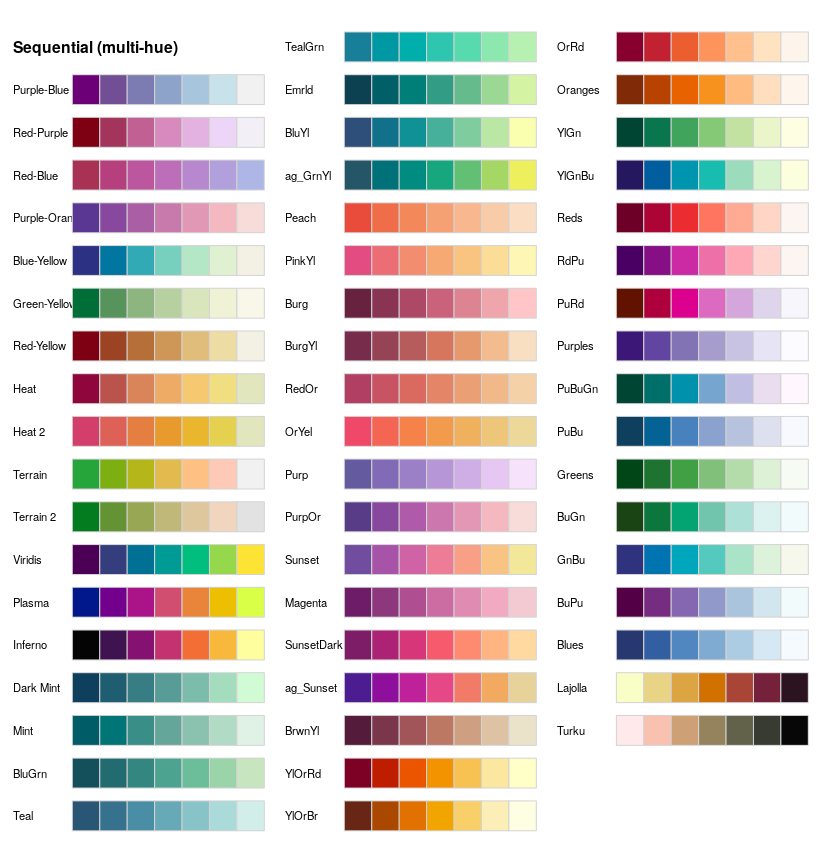 Sequential (multi-hue)
Purple-Blue
Red-Purple
Red-Blue
Purple-Oran
Blue-Yellow
Green-Yellow
Red-Yellow
Heat
Heat 2
Terrain
Terrain 2
Viridis
Plasma
Inferno
Dark Mint
Mint
BluGrn
Teal
TealGrn
Emrld
BluYl
ag_GrnYl
Peach
PinkYl
Burg
BurgYl
RedOr
OrYel
Purp
PurpOr
Sunset
Magenta
SunsetDark
ag_Sunset
BrwnYl
YlOrRd
YlOrBr
OrRd
Oranges
YlGn
YlGnBu
Reds
RdPu
PuRd
Purples
PuBuGn
PuBu
Greens
BuGn
GnBu
BuPu
Blues
Lajolla
Turku